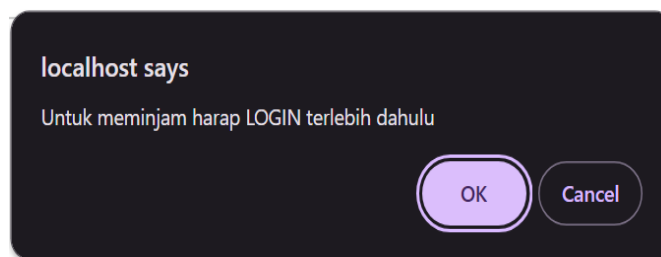 localhost says
Untuk meminjam harap LOGIN terlebih dahulu
OK
Cancel